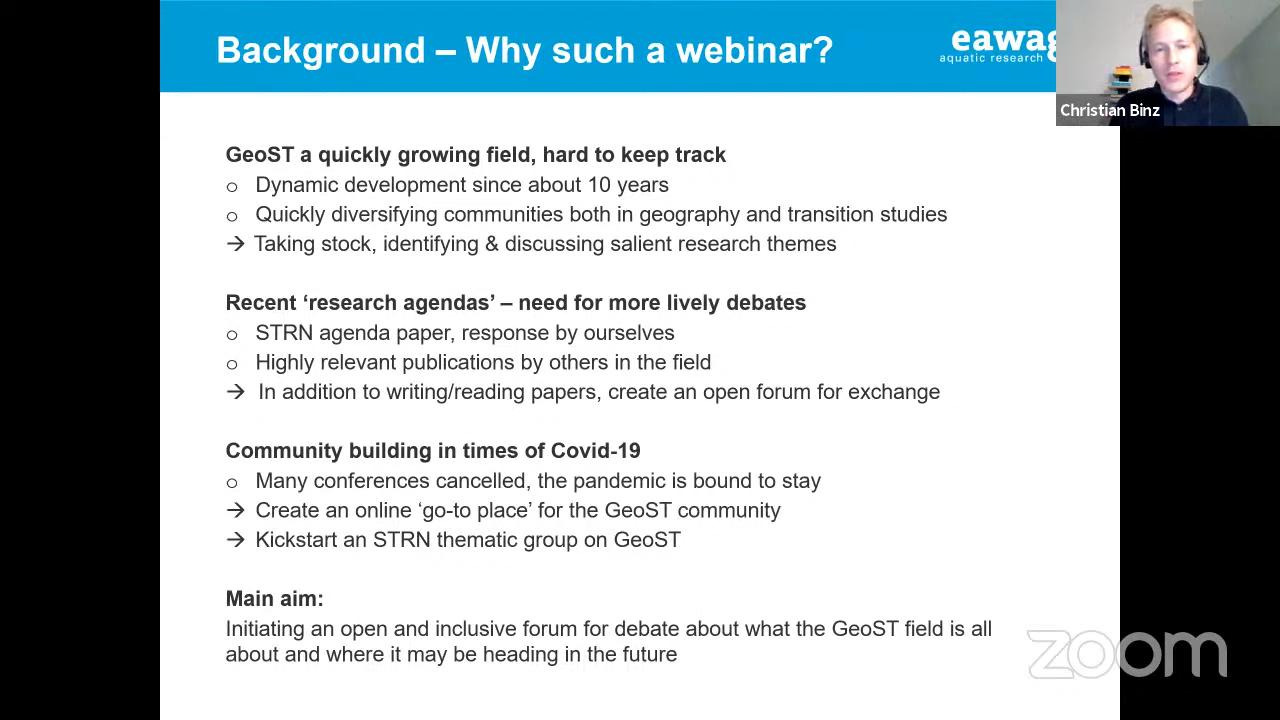 Background – Why such a webinar?
eawag
aquatic research
Christian Binz
GeoST a quickly growing field, hard to keep track
o Dynamic development since about 10 years
o Quickly diversifying communities both in geography and transition studies
→ Taking stock, identifying & discussing salient research themes
Recent ‘research agendas’ – need for more lively debates
o STRN agenda paper, response by ourselves
o Highly relevant publications by others in the field
→ In addition to writing/reading papers, create an open forum for exchange
Community building in times of Covid-19
o Many conferences cancelled, the pandemic is bound to stay
→ Create an online ‘go-to place’ for the GeoST community
→ Kickstart an STRN thematic group on GeoST
Main aim:
Initiating an open and inclusive forum for debate about what the GeoST field is all
about and where it may be heading in the future
zoom